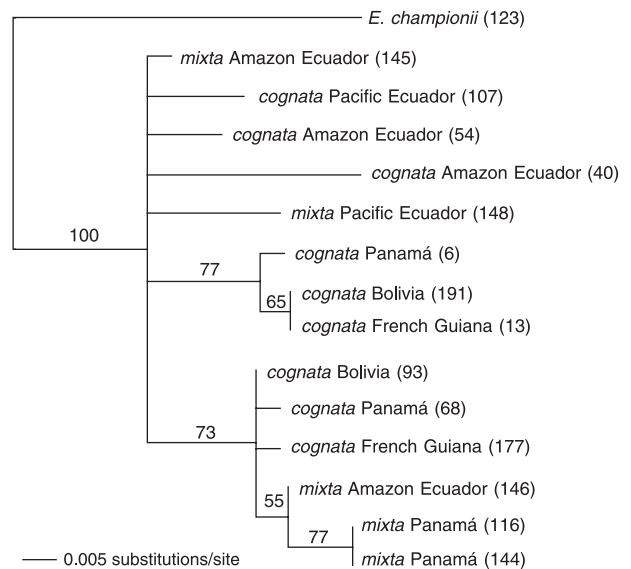 E. championii (123)
mixta Amazon Ecuador (145)
cognata Pacific Ecuador (107)
cognata Amazon Ecuador (54)
cognata Amazon Ecuador (40)
mixta Pacific Ecuador (148)
100
cognata Panamá (6)
77
65
cognata Bolivia (191)
cognata French Guiana (13)
cognata Bolivia (93)
cognata Panamá (68)
73
cognata French Guiana (177)
mixta Amazon Ecuador (146)
55
mixta Panamá (116)
77
mixta Panamá (144)
0.005 substitutions/site